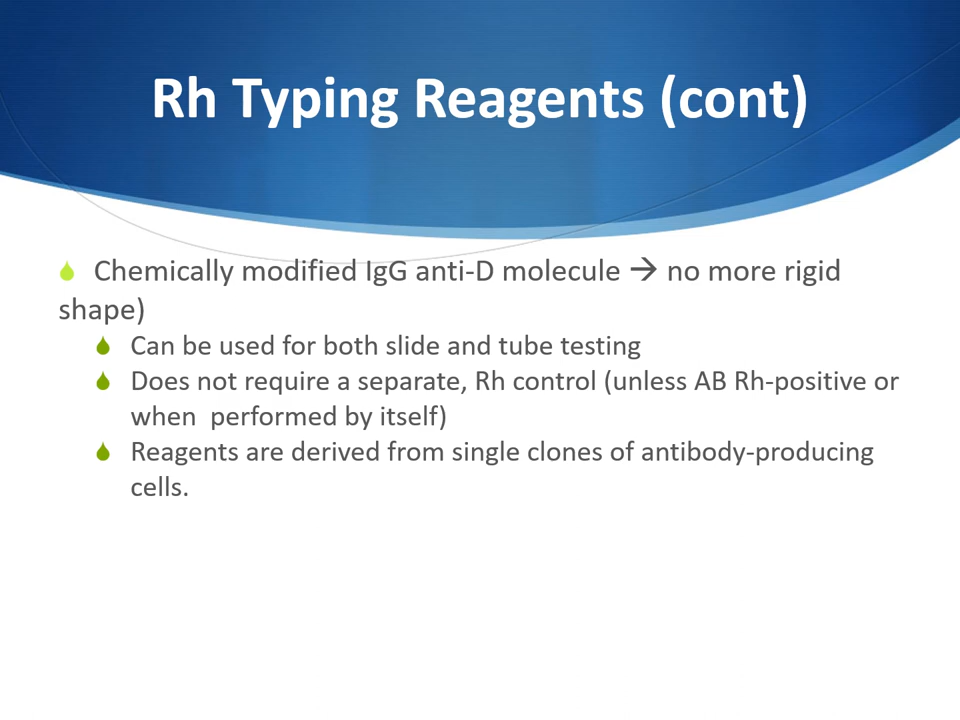 Rh Typing Reagents (cont)
Chemically modified IgG anti-D molecule → no more rigid
shape)
Can be used for both slide and tube testing
Does not require a separate, Rh control (unless AB Rh-positive or
when  performed by itself)
Reagents are derived from single clones of antibody-producing
cells.